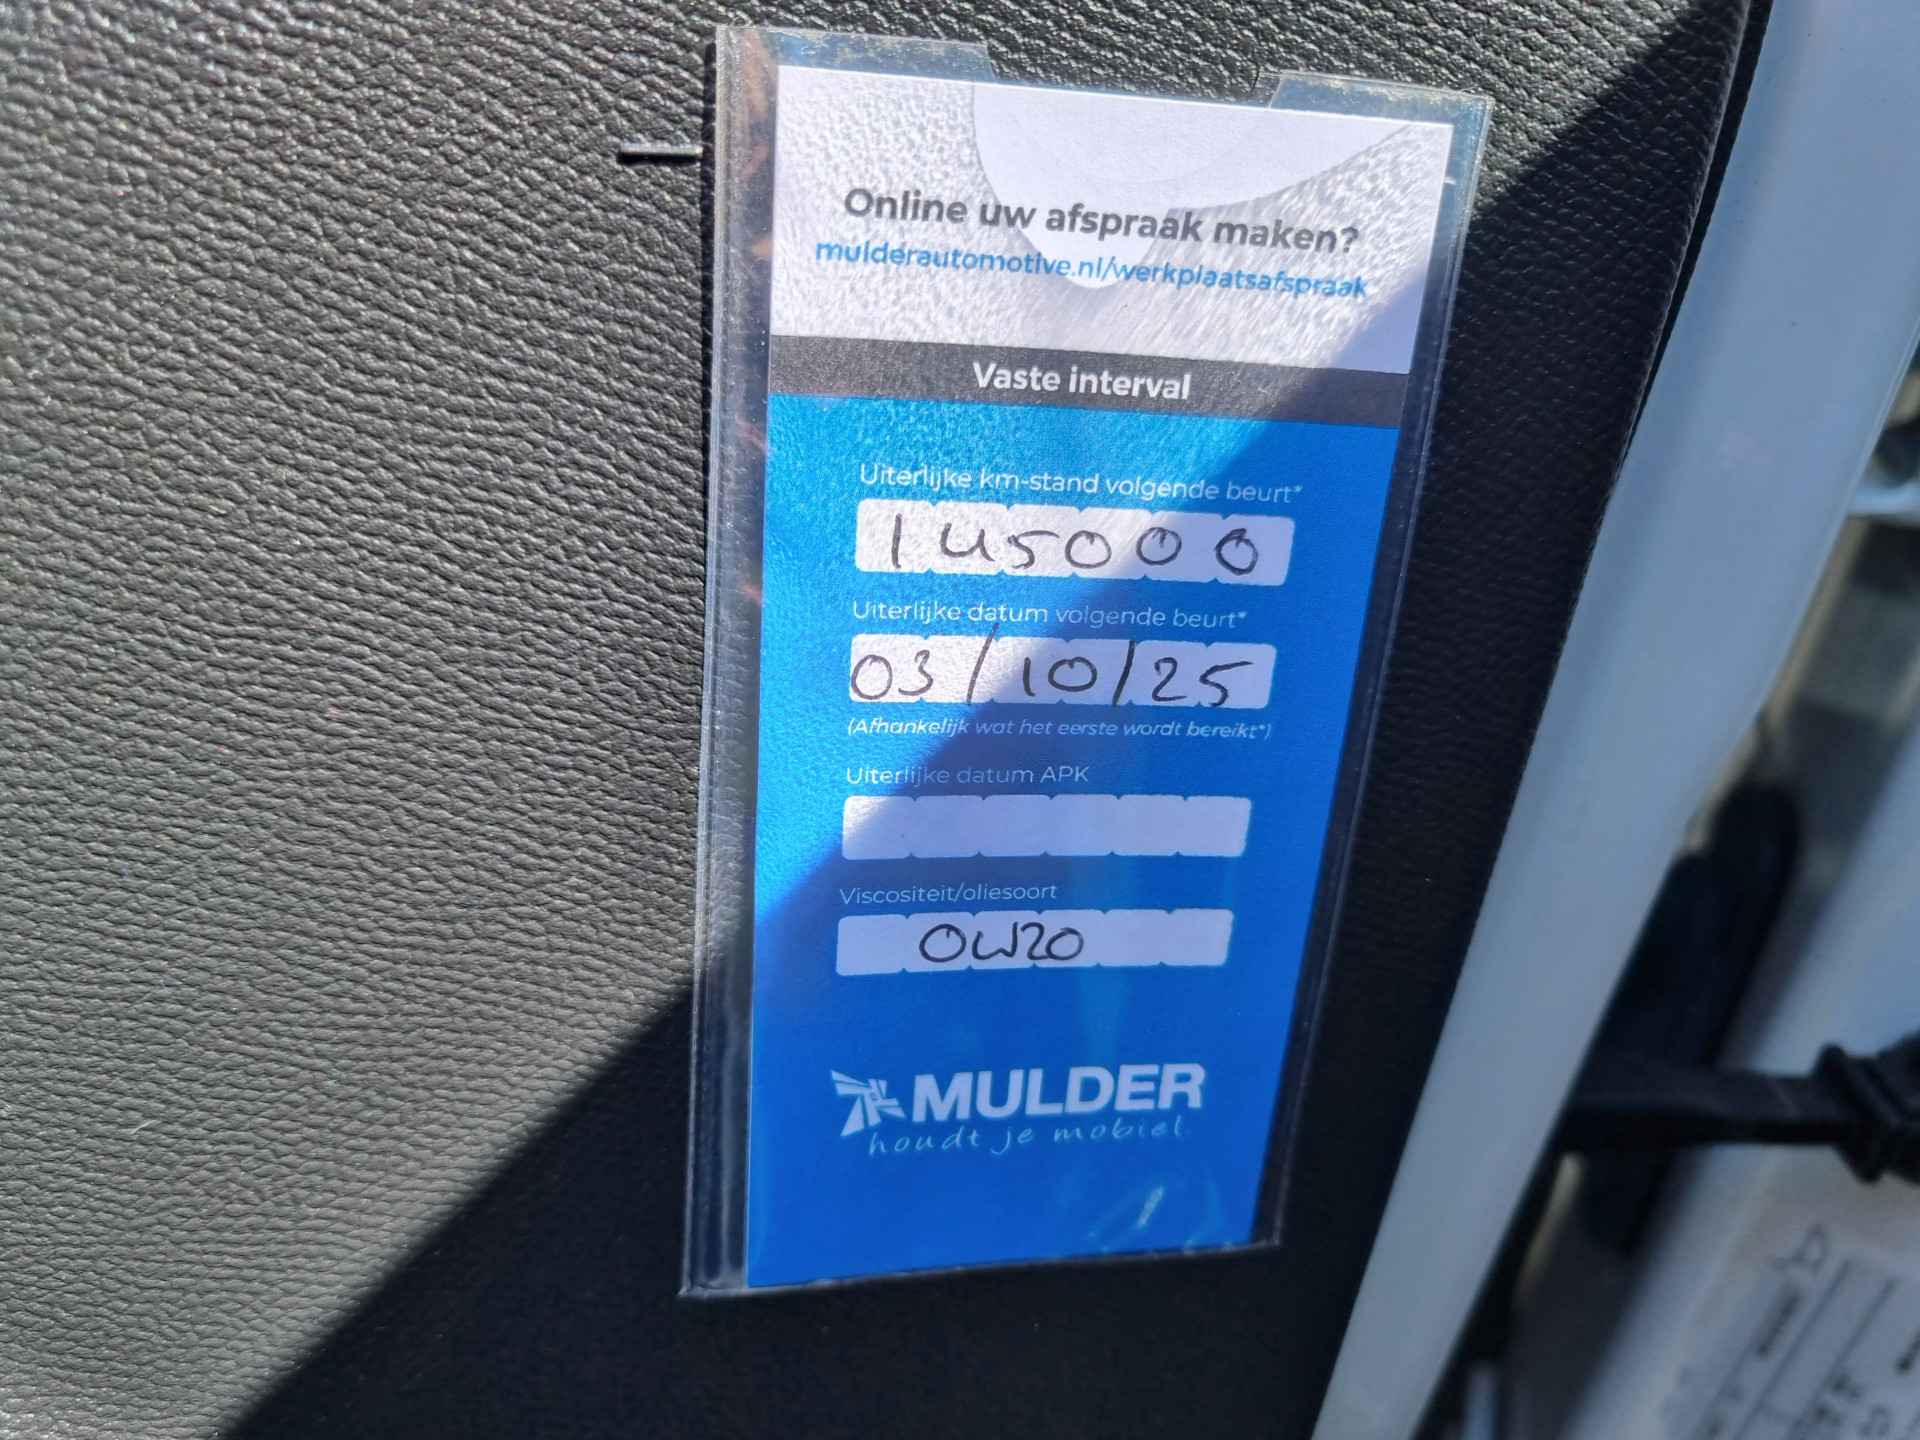 Online uw afspraak maken?
mulderautomotive.nl/werkplaatsafspraak
Vaste interval
Uiterlijke km-stand volgende beurt*
145000
Uiterlijke datum volgende beurt*
03/10/25
(Afhankelijk wat het eerste wordt bereikt*)
Uiterlijke datum APK
Viscositeit/oliesoort
0W20
MULDER
houdt je mobiel.